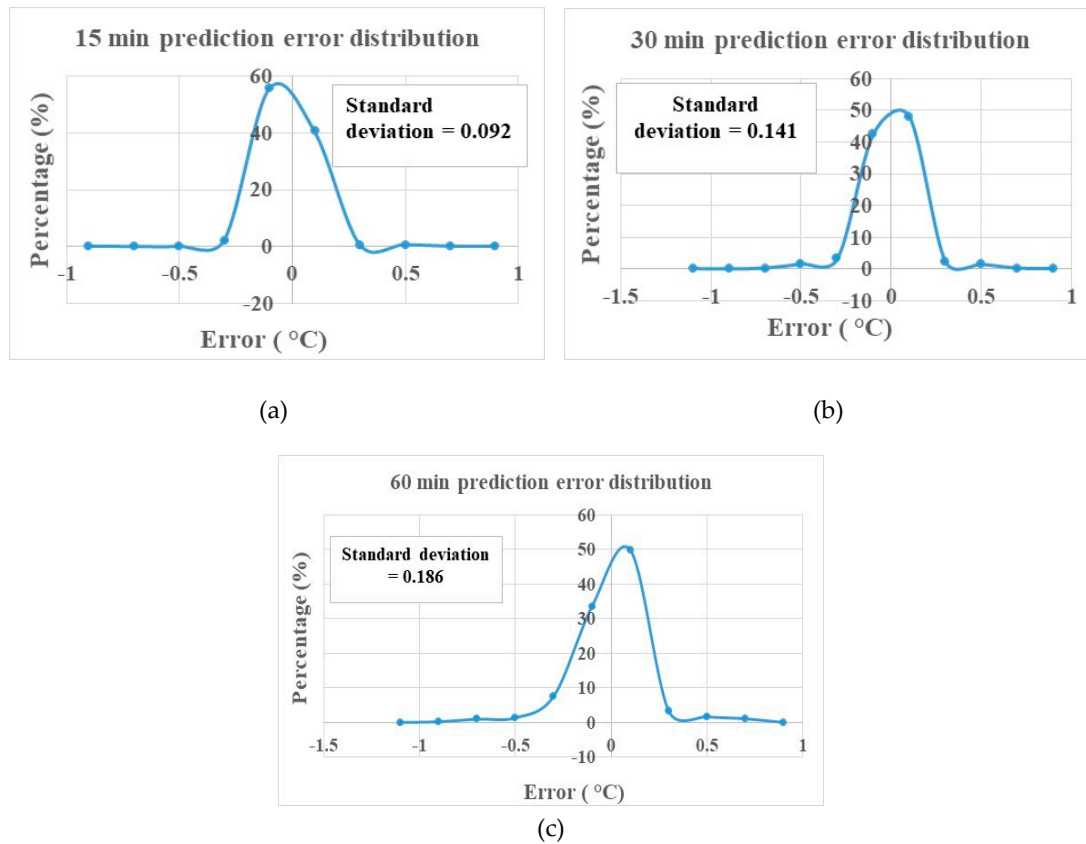 15 min prediction error distribution
Percentage (%)
60
40
20
0
-20
-1
-0.5
0
0.5
1
Standard
deviation = 0.092
Error ( °C)
(a)
30 min prediction error distribution
Percentage (%)
60
50
40
30
20
10
0
-10
-1.5
-1
-0.5
0
0.5
1
Standard
deviation = 0.141
Error ( °C)
(b)
60 min prediction error distribution
Percentage (%)
60
50
40
30
20
10
0
-10
-1.5
-1
-0.5
0
0.5
1
Standard deviation
= 0.186
Error ( °C)
(c)